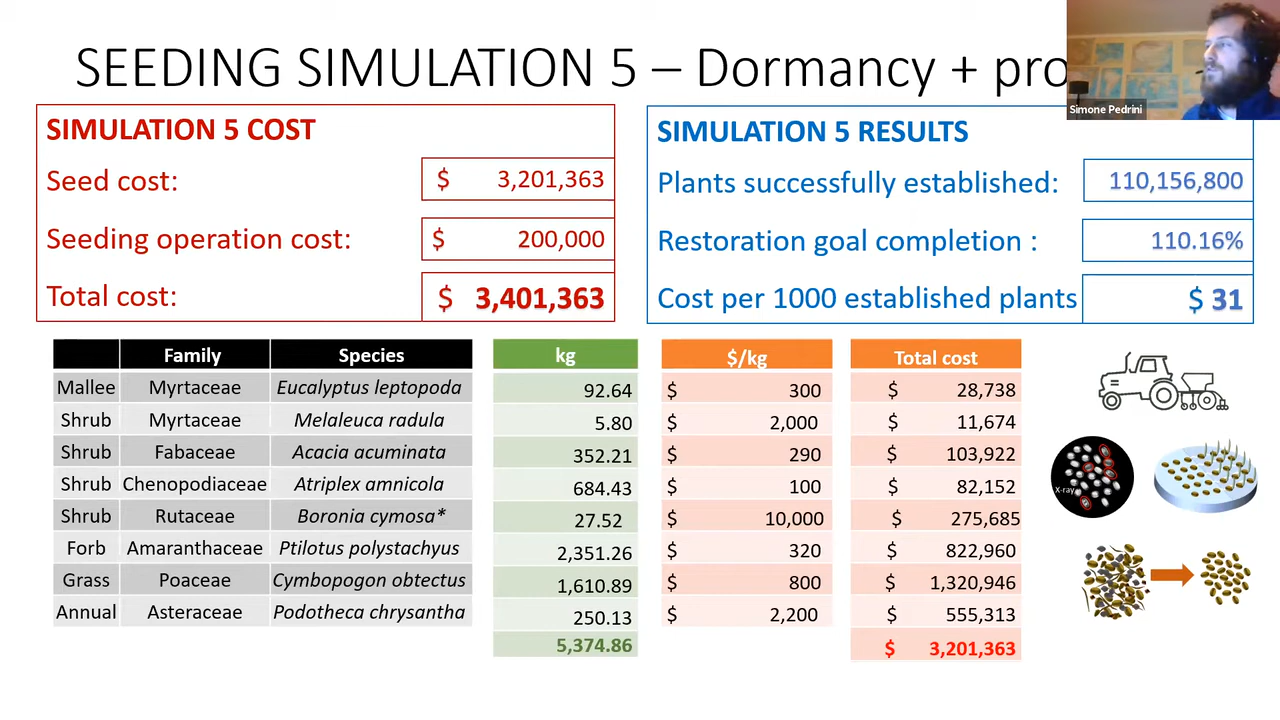 SEEDING SIMULATION 5 – Dormancy + pro
Simone Pedrini
SIMULATION 5 COST
Seed cost: $ 3,201,363
Seeding operation cost: $ 200,000
Total cost: $ 3,401,363
SIMULATION 5 RESULTS
Plants successfully established: 110,156,800
Restoration goal completion : 110.16%
Cost per 1000 established plants $ 31
Family Species kg $/kg Total cost
Mallee Myrtaceae Eucalyptus leptopoda 92.64 $ 300 $ 28,738
Shrub Myrtaceae Melaleuca radula 5.80 $ 2,000 $ 11,674
Shrub Fabaceae Acacia acuminata 352.21 $ 290 $ 103,922
Shrub Chenopodiaceae Atriplex amnicola 684.43 $ 100 $ 82,152
Shrub Rutaceae Boronia cymosa* 27.52 $ 10,000 $ 275,685
Forb Amaranthaceae Ptilotus polystachyus 2,351.26 $ 320 $ 822,960
Grass Poaceae Cymbopogon obtectus 1,610.89 $ 800 $ 1,320,946
Annual Asteraceae Podotheca chrysantha 250.13 $ 2,200 $ 555,313
5,374.86 $ 3,201,363
X-ray